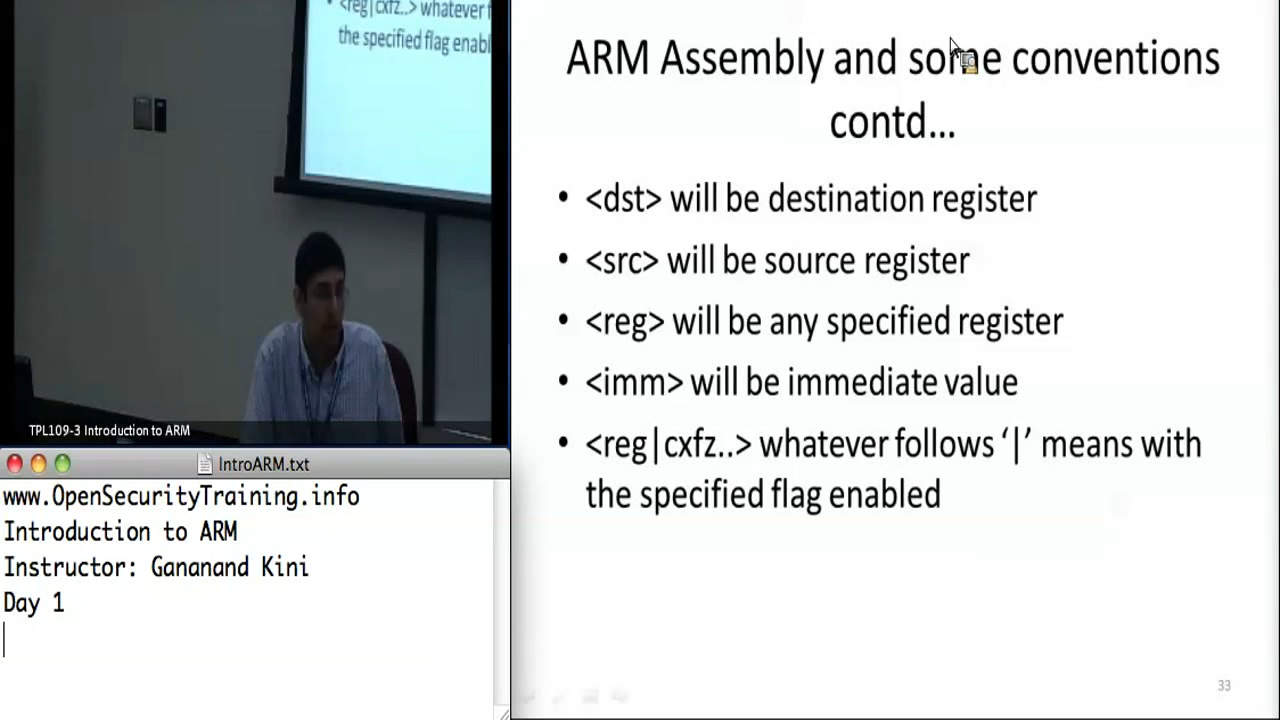 <reg|cxfz..> whatever f
the specified flag enabl
TPL109-3 Introduction to ARM
IntroARM.txt
www.OpenSecurityTraining.info
Introduction to ARM
Instructor: Gananand Kini
Day 1
ARM Assembly and some conventions
contd...
• <dst> will be destination register
• <src> will be source register
• <reg> will be any specified register
• <imm> will be immediate value
• <reg|cxfz..> whatever follows ‘|’ means with
the specified flag enabled
33